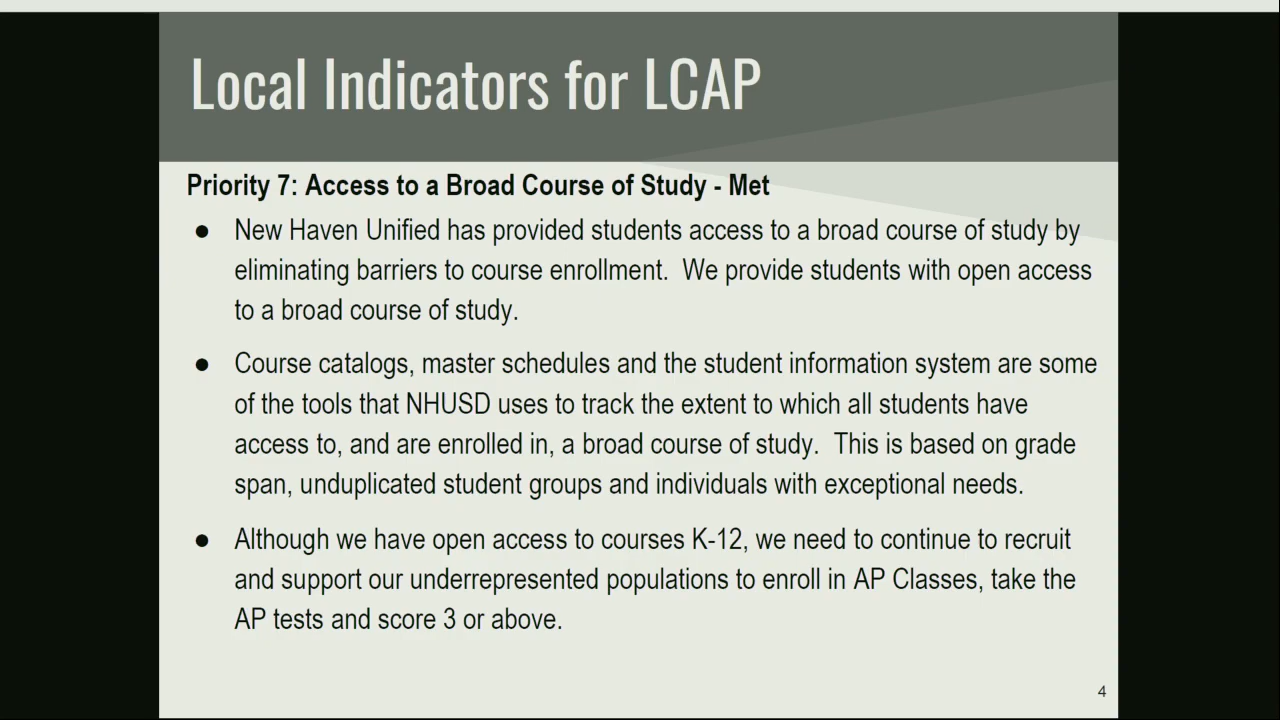 Local Indicators for LCAP
Priority 7: Access to a Broad Course of Study - Met
● New Haven Unified has provided students access to a broad course of study by
eliminating barriers to course enrollment.  We provide students with open access
to a broad course of study.
● Course catalogs, master schedules and the student information system are some
of the tools that NHUSD uses to track the extent to which all students have
access to, and are enrolled in, a broad course of study.  This is based on grade
span, unduplicated student groups and individuals with exceptional needs.
● Although we have open access to courses K-12, we need to continue to recruit
and support our underrepresented populations to enroll in AP Classes, take the
AP tests and score 3 or above.
4